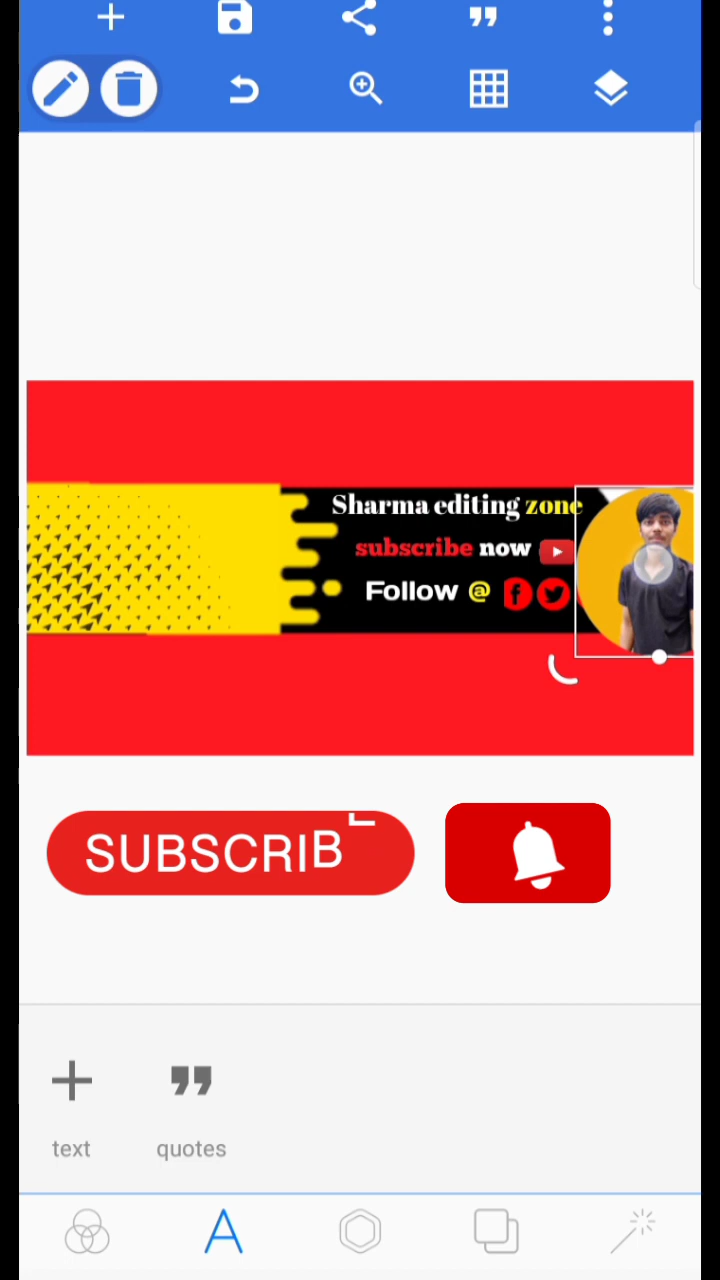 Sharma editing zone
subscribe now
Follow @
SUBSCRIB
text
quotes